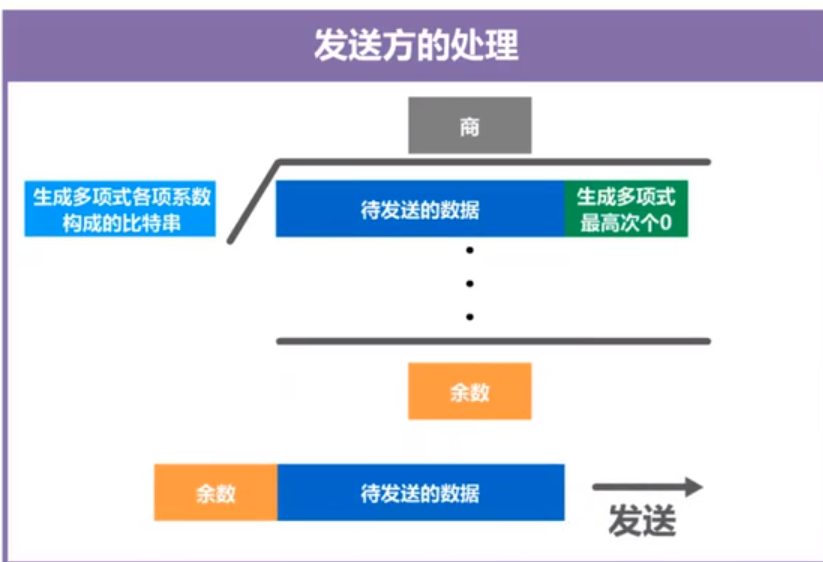 发送方的处理
商
生成多项式各项系数
构成的比特串
待发送的数据
生成多项式
最高次个0
余数
余数
待发送的数据
发送